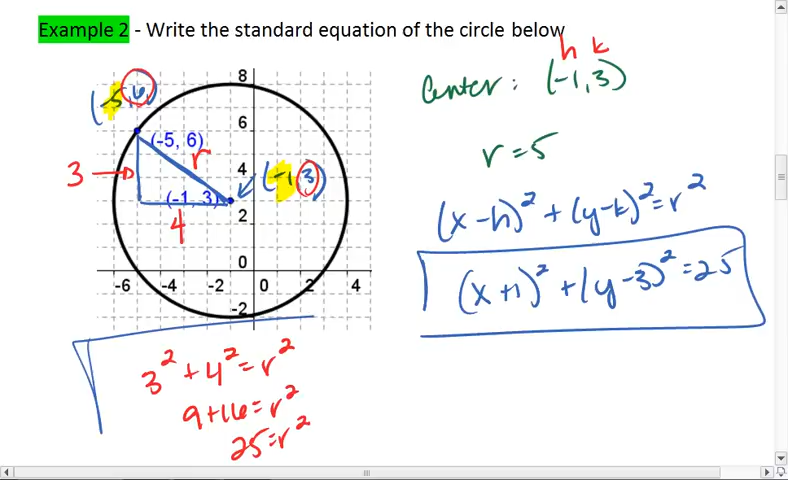 Example 2 - Write the standard equation of the circle below
h k
Center : (-1,3)
r = 5
(x-h)² + (y-k)² = r²
(x+1)² + (y-3)² = 25
(-5,6)
(-5, 6)
r
3
(-1,3)
(-1, 3)
4
8
6
4
2
0
-6 -4 -2 0 2 4
-2
3² + 4² = r²
9+16=r²
25=r²